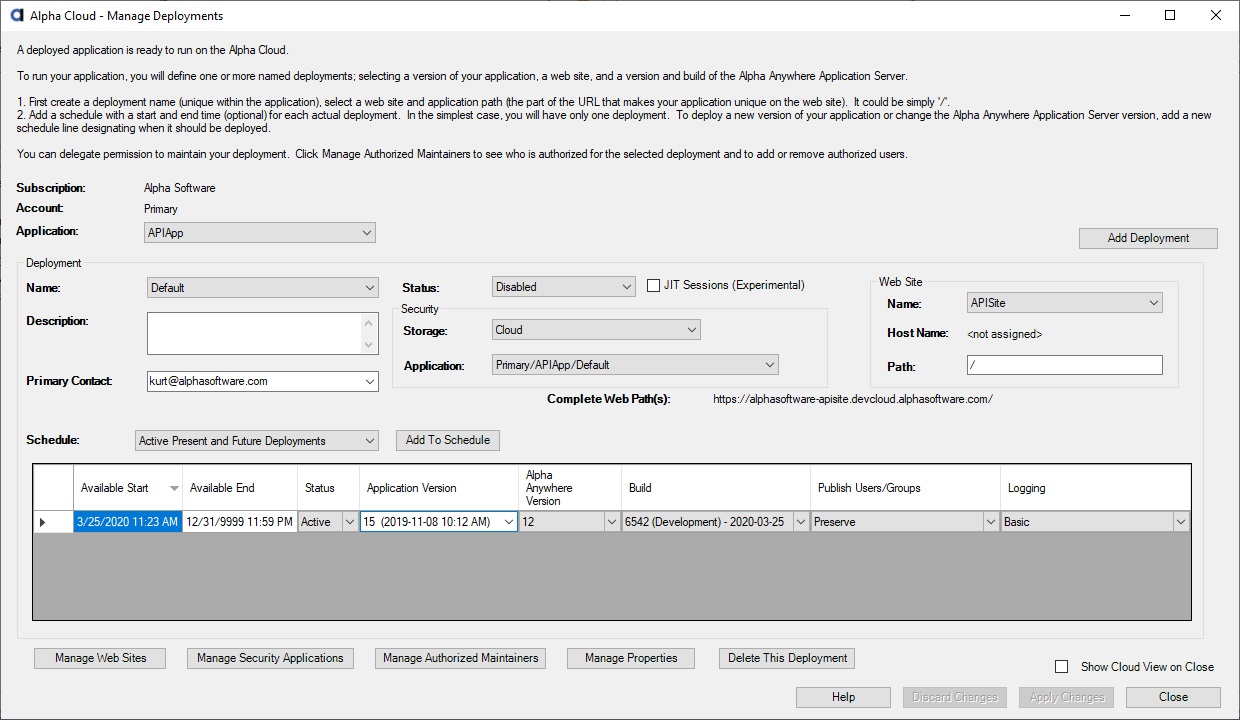 Alpha Cloud - Manage Deployments
A deployed application is ready to run on the Alpha Cloud.
To run your application, you will define one or more named deployments; selecting a version of your application, a web site, and a version and build of the Alpha Anywhere Application Server.
1. First create a deployment name (unique within the application), select a web site and application path (the part of the URL that makes your application unique on the web site).  It could be simply '/'.
2. Add a schedule with a start and end time (optional) for each actual deployment.  In the simplest case, you will have only one deployment.  To deploy a new version of your application or change the Alpha Anywhere Application Server version, add a new
schedule line designating when it should be deployed.
You can delegate permission to maintain your deployment.  Click Manage Authorized Maintainers to see who is authorized for the selected deployment and to add or remove authorized users.
Subscription: Alpha Software
Account: Primary
Application: APIApp
Add Deployment
Deployment
Name: Default
Status: Disabled
JIT Sessions (Experimental)
Web Site
Name: APISite
Description:
Security
Storage: Cloud
Host Name: <not assigned>
Application: Primary/APIApp/Default
Path: /
Primary Contact: kurt@alphasoftware.com
Complete Web Path(s): https://alphasoftware-apisite.devcloud.alphasoftware.com/
Schedule: Active Present and Future Deployments
Add To Schedule
Available Start
Available End
Status
Application Version
Alpha
Anywhere
Version
Build
Publish Users/Groups
Logging
3/25/2020 11:23 AM
12/31/9999 11:59 PM
Active
15  (2019-11-08 10:12 AM)
12
6542 (Development) - 2020-03-25
Preserve
Basic
Manage Web Sites
Manage Security Applications
Manage Authorized Maintainers
Manage Properties
Delete This Deployment
Show Cloud View on Close
Help
Discard Changes
Apply Changes
Close